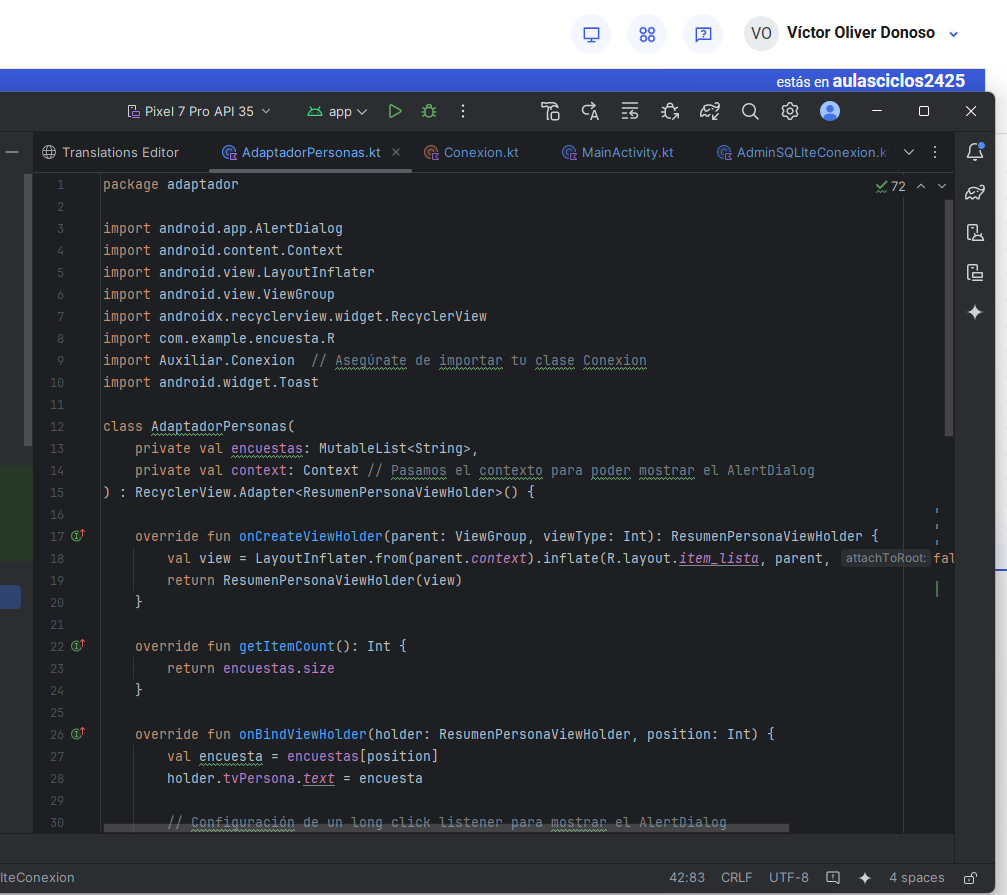 VO Víctor Oliver Donoso
estás en aulasciclos2425
Pixel 7 Pro API 35 app
Translations Editor AdaptadorPersonas.kt Conexion.kt MainActivity.kt AdminSQLIteConexion.k
72
1 package adaptador
2
3 import android.app.AlertDialog
4 import android.content.Context
5 import android.view.LayoutInflater
6 import android.view.ViewGroup
7 import androidx.recyclerview.widget.RecyclerView
8 import com.example.encuesta.R
9 import Auxiliar.Conexion // Asegúrate de importar tu clase Conexion
10 import android.widget.Toast
11
12 class AdaptadorPersonas(
13 private val encuestas: MutableList<String>,
14 private val context: Context // Pasamos el contexto para poder mostrar el AlertDialog
15 ) : RecyclerView.Adapter<ResumenPersonaViewHolder>() {
16
17 override fun onCreateViewHolder(parent: ViewGroup, viewType: Int): ResumenPersonaViewHolder {
18 val view = LayoutInflater.from(parent.context).inflate(R.layout.item_lista, parent, attachToRoot: fal
19 return ResumenPersonaViewHolder(view)
20 }
21
22 override fun getItemCount(): Int {
23 return encuestas.size
24 }
25
26 override fun onBindViewHolder(holder: ResumenPersonaViewHolder, position: Int) {
27 val encuesta = encuestas[position]
28 holder.tvPersona.text = encuesta
29
30 // Configuración de un long click listener para mostrar el AlertDialog
IteConexion 42:83 CRLF UTF-8 4 spaces